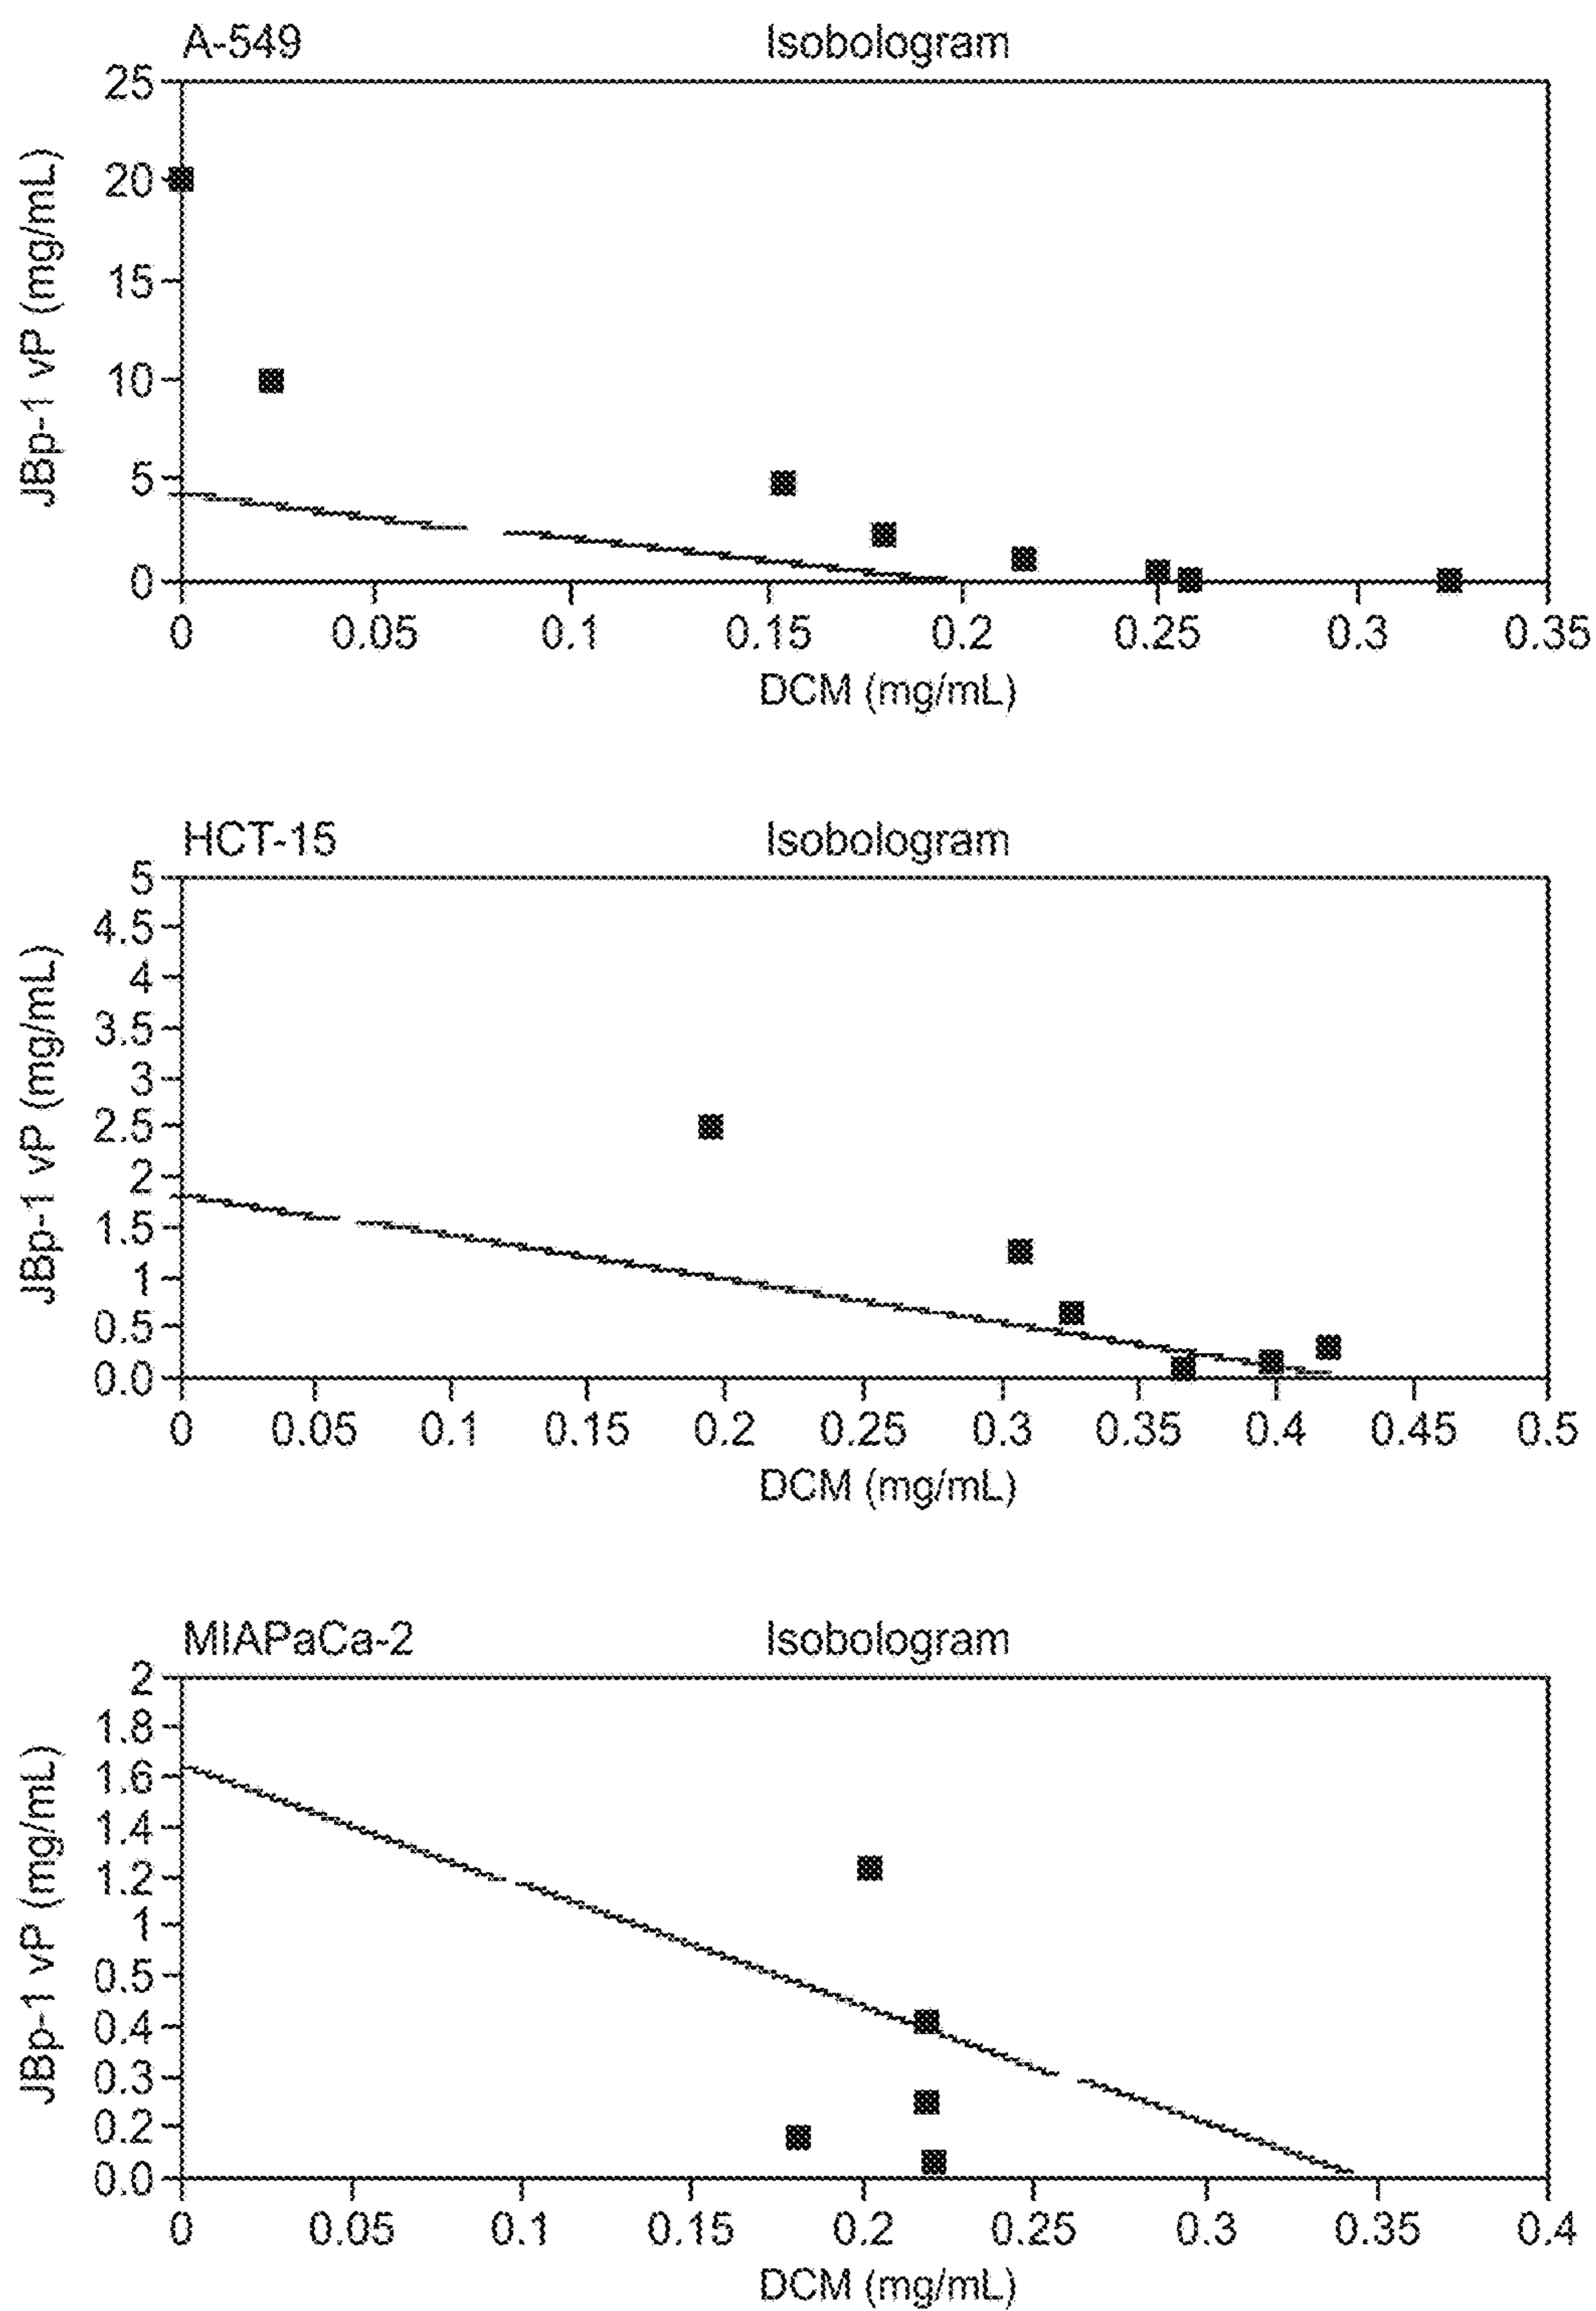 A-549 Isobologram
25
20
15
10
5
0
JBp-1 vP (mg/mL)
0 0.05 0.1 0.15 0.2 0.25 0.3 0.35
DCM (mg/mL)
HCT-15 Isobologram
5
4.5
4
3.5
3
2.5
2
1.5
1
0.5
0.0
JBp-1 vP (mg/mL)
0 0.05 0.1 0.15 0.2 0.25 0.3 0.35 0.4 0.45 0.5
DCM (mg/mL)
MIAPaCa-2 Isobologram
2
1.8
1.6
1.4
1.2
1
0.5
0.4
0.3
0.2
0.0
JBp-1 vP (mg/mL)
0 0.05 0.1 0.15 0.2 0.25 0.3 0.35 0.4
DCM (mg/mL)